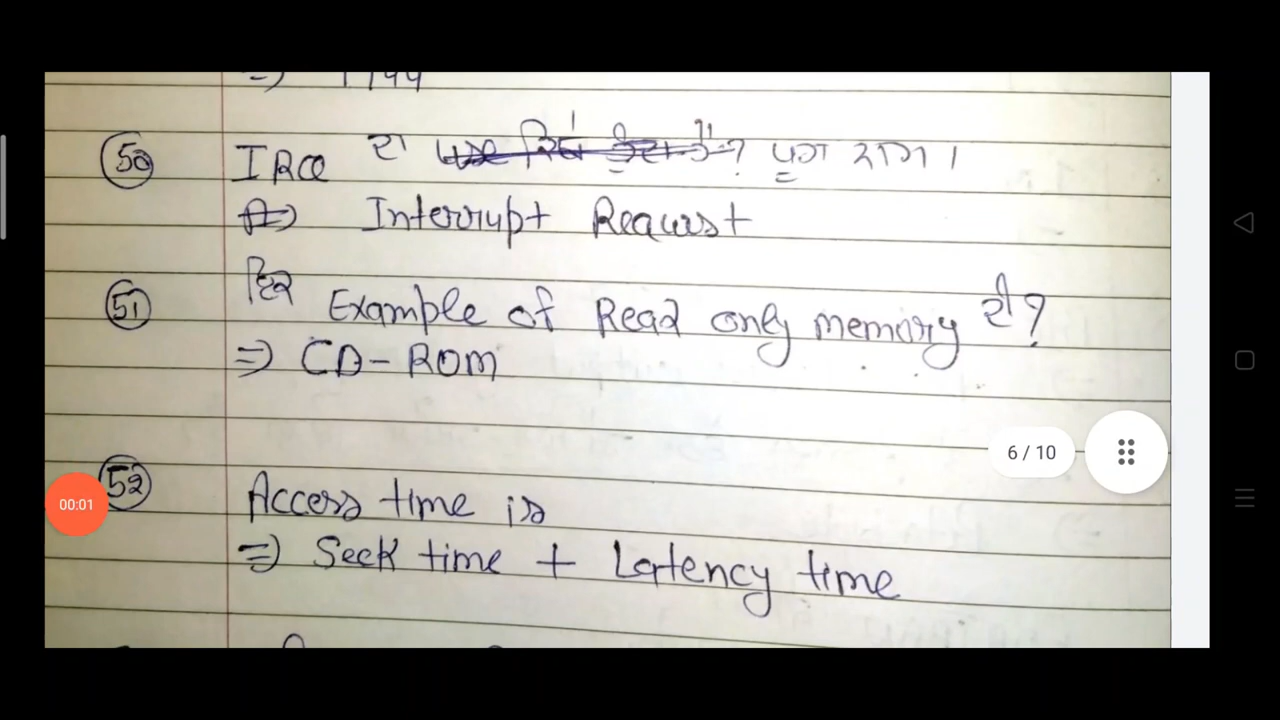 50 IRQ
=> Interrupt Request
51 Example of Read only memory
=> CD-ROM
6 / 10
52 Access time is
00:01
=> Seek time + Latency time